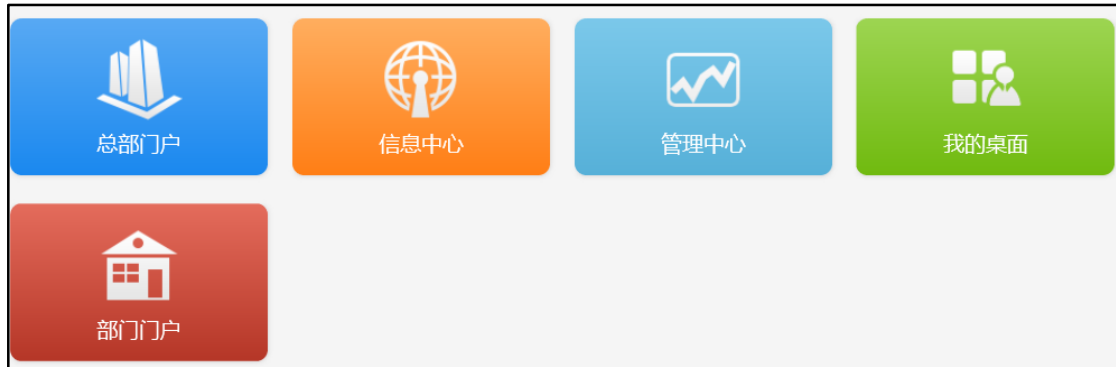 总部门户
信息中心
管理中心
我的桌面
部门门户